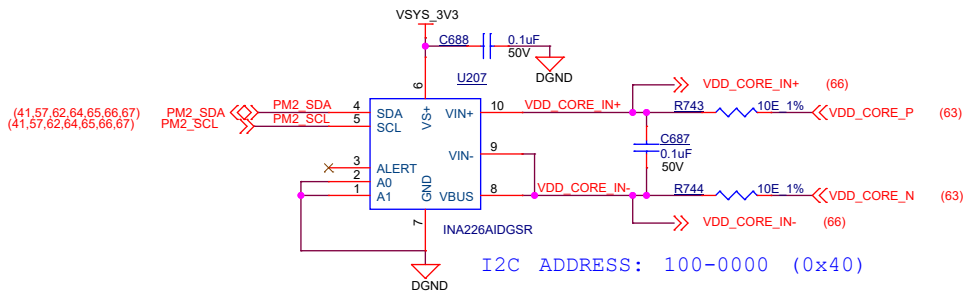 VSYS_3V3
C688
0.1uF
50V
DGND
U207
6
VDD_CORE_IN+ (66)
(41,57,62,64,65,66,67) PM2_SDA PM2_SDA 4 SDA VS+ VIN+ 10 VDD_CORE_IN+ R743 10E_1% VDD_CORE_P (63)
(41,57,62,64,65,66,67) PM2_SCL PM2_SCL 5 SCL
C687
0.1uF
50V
VIN- 9
3 ALERT
2 A0
1 A1 GND VBUS 8 VDD_CORE_IN- R744 10E_1% VDD_CORE_N (63)
7
INA226AIDGSR
VDD_CORE_IN- (66)
I2C ADDRESS: 100-0000 (0x40)
DGND